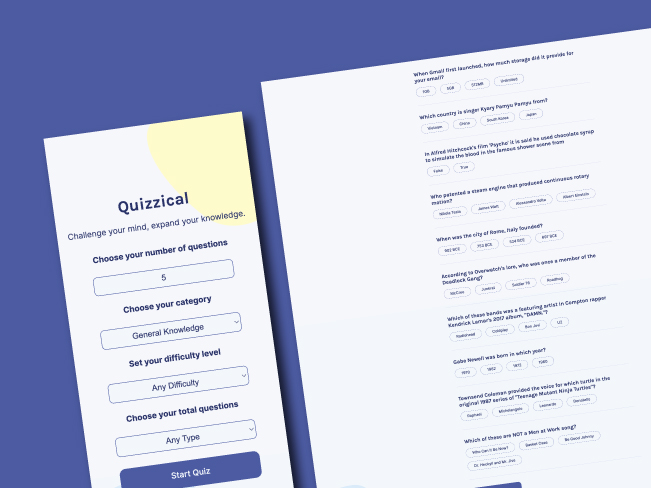 Quizzical
Challenge your mind, expand your knowledge.
Choose your number of questions
5
Choose your category
General Knowledge
Set your difficulty level
Any Difficulty
Choose your total questions
Any Type
Start Quiz
When Gmail first launched, how much storage did it provide for
your email?
1GB 5GB 512MB Unlimited
Which country is singer Kyary Pamyu Pamyu from?
Vietnam China South Korea Japan
In Alfred Hitchcock's film 'Psycho' it is said he used chocolate syrup
to simulate the blood in the famous shower scene from
False True
Who patented a steam engine that produced continuous rotary
motion?
Nikola Tesla James Watt Alessandro Volta Albert Einstein
When was the city of Rome, Italy founded?
902 BCE 753 BCE 524 BCE 697 BCE
According to Overwatch's lore, who was once a member of the
Deadlock Gang?
McCree Junkrat Soldier 76 Roadhog
Which of these bands was a featuring artist in Compton rapper
Kendrick Lamar's 2017 album, "DAMN."?
Radiohead Coldplay Bon Jovi U2
Gabe Newell was born in which year?
1970 1962 1972 1960
Townsend Coleman provided the voice for which turtle in the
original 1987 series of "Teenage Mutant Ninja Turtles"?
Raphael Michelangelo Leonardo Donatello
Which of these are NOT a Men at Work song?
Who Can It Be Now? Basket Case Be Good Johnny
Dr. Heckyll and Mr. Jive